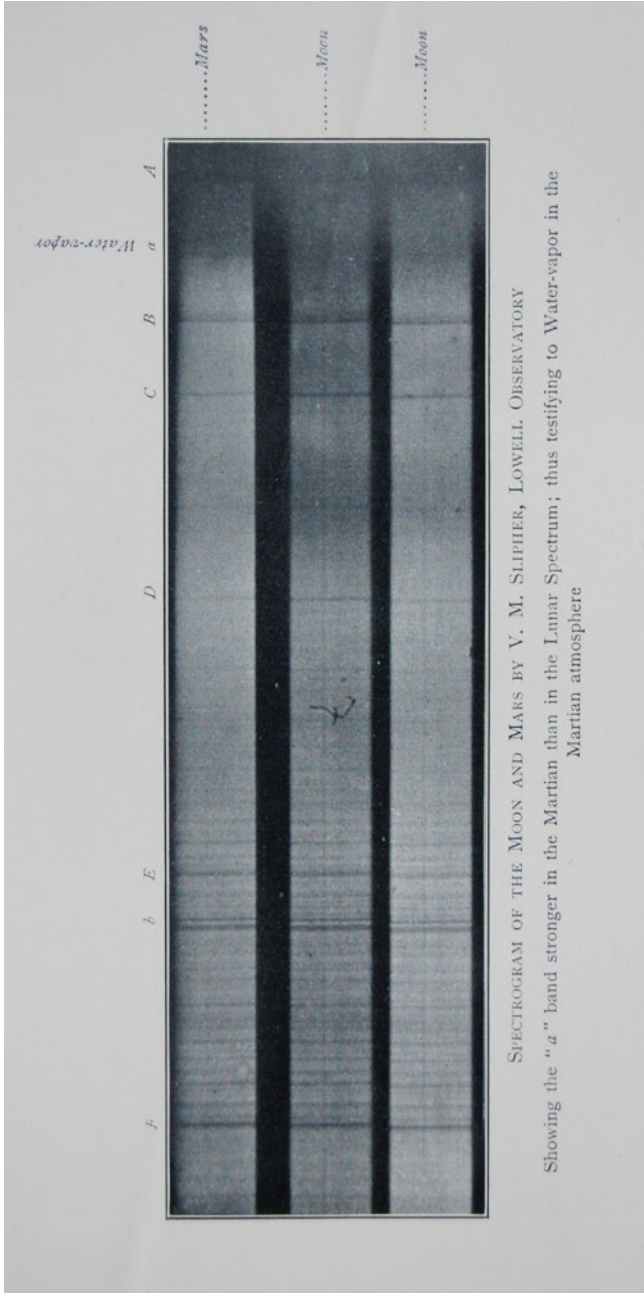 Water-vapor
F b E D C B a A
........Mars
........Moon
........Moon
SPECTROGRAM OF THE MOON AND MARS BY V. M. SLIPHER, LOWELL OBSERVATORY
Showing the "a" band stronger in the Martian than in the Lunar Spectrum; thus testifying to Water-vapor in the
Martian atmosphere